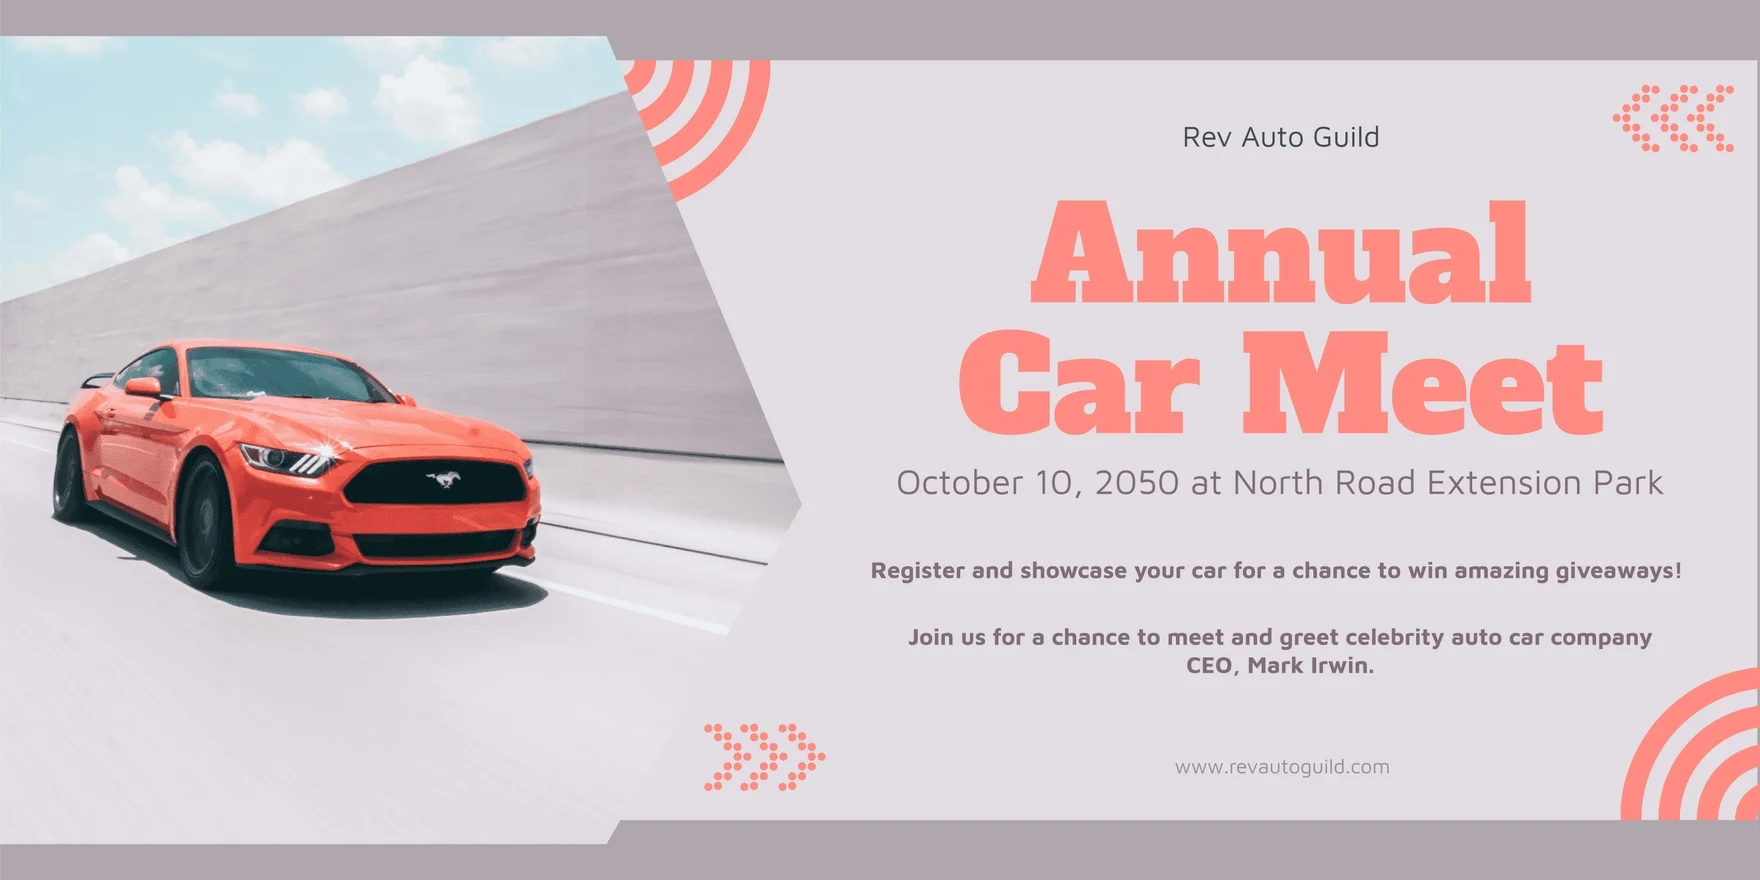 Rev Auto Guild
Annual
Car Meet
October 10, 2050 at North Road Extension Park
Register and showcase your car for a chance to win amazing giveaways!
Join us for a chance to meet and greet celebrity auto car company
CEO, Mark Irwin.
www.revautoguild.com